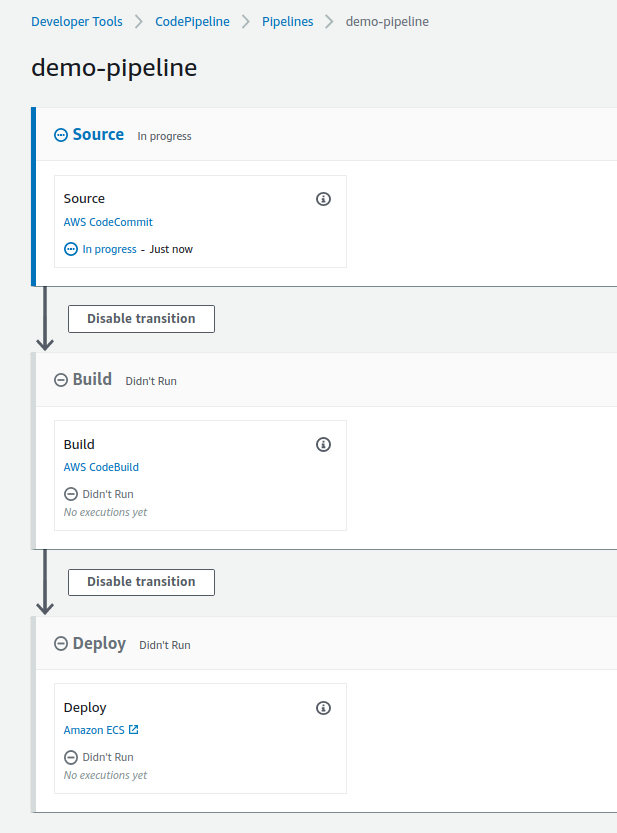 Developer Tools > CodePipeline > Pipelines > demo-pipeline
demo-pipeline
Source In progress
Source
AWS CodeCommit
In progress - Just now
Disable transition
Build Didn't Run
Build
AWS CodeBuild
Didn't Run
No executions yet
Disable transition
Deploy Didn't Run
Deploy
Amazon ECS
Didn't Run
No executions yet